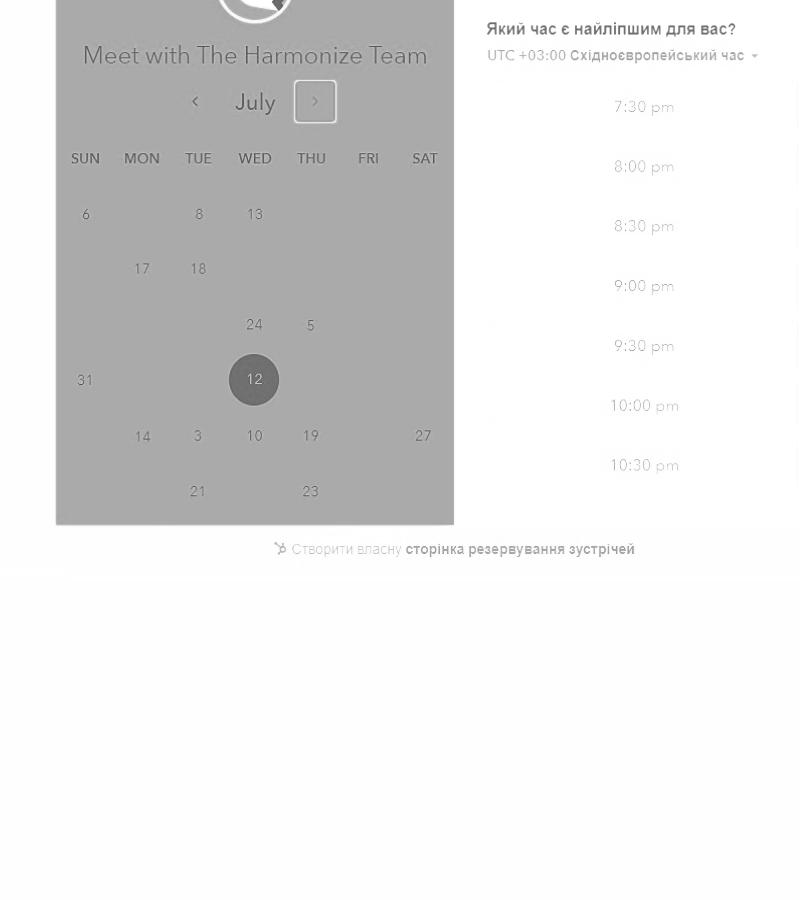 Meet with The Harmonize Team
July
SUN MON TUE WED THU FRI SAT
6 8 13
17 18
24 5
31 12
14 3 10 19 27
21 23
Який час є найліпшим для вас?
UTC +03:00 Східноєвропейський час
7:30 pm
8:00 pm
8:30 pm
9:00 pm
9:30 pm
10:00 pm
10:30 pm
Створити власну сторінка резервування зустрічей